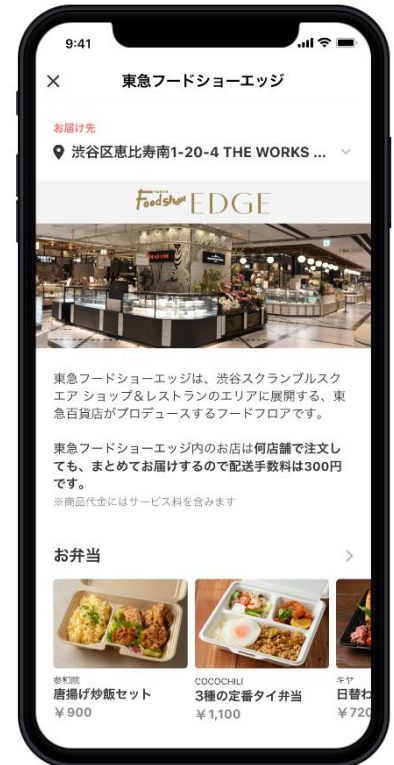 9:41
東急フードショーエッジ
お届け先
渋谷区恵比寿南1-20-4 THE WORKS ...
TOKYU Foodshow EDGE
東急フードショーエッジは、渋谷スクランブルスク
エア ショップ＆レストランのエリアに展開する、東
急百貨店がプロデュースするフードフロアです。
東急フードショーエッジ内のお店は何店舗で注文し
ても、まとめてお届けするので配送手数料は300円
です。
※商品代金にはサービス料を含みます
お弁当
参和院
唐揚げ炒飯セット
¥900
COCOCHILI
3種の定番タイ弁当
¥1,100
キヤ
日替わ
¥720